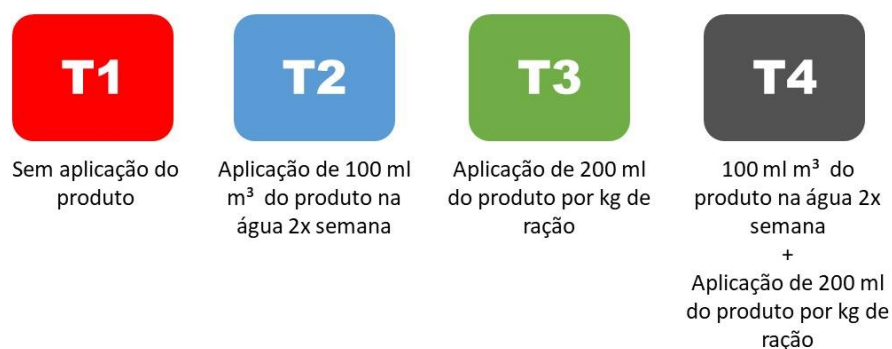 T1
Sem aplicação do
produto
T2
Aplicação de 100 ml
m³ do produto na
água 2x semana
T3
Aplicação de 200 ml
do produto por kg de
ração
T4
100 ml m³ do
produto na água 2x
semana
+
Aplicação de 200 ml
do produto por kg de
ração